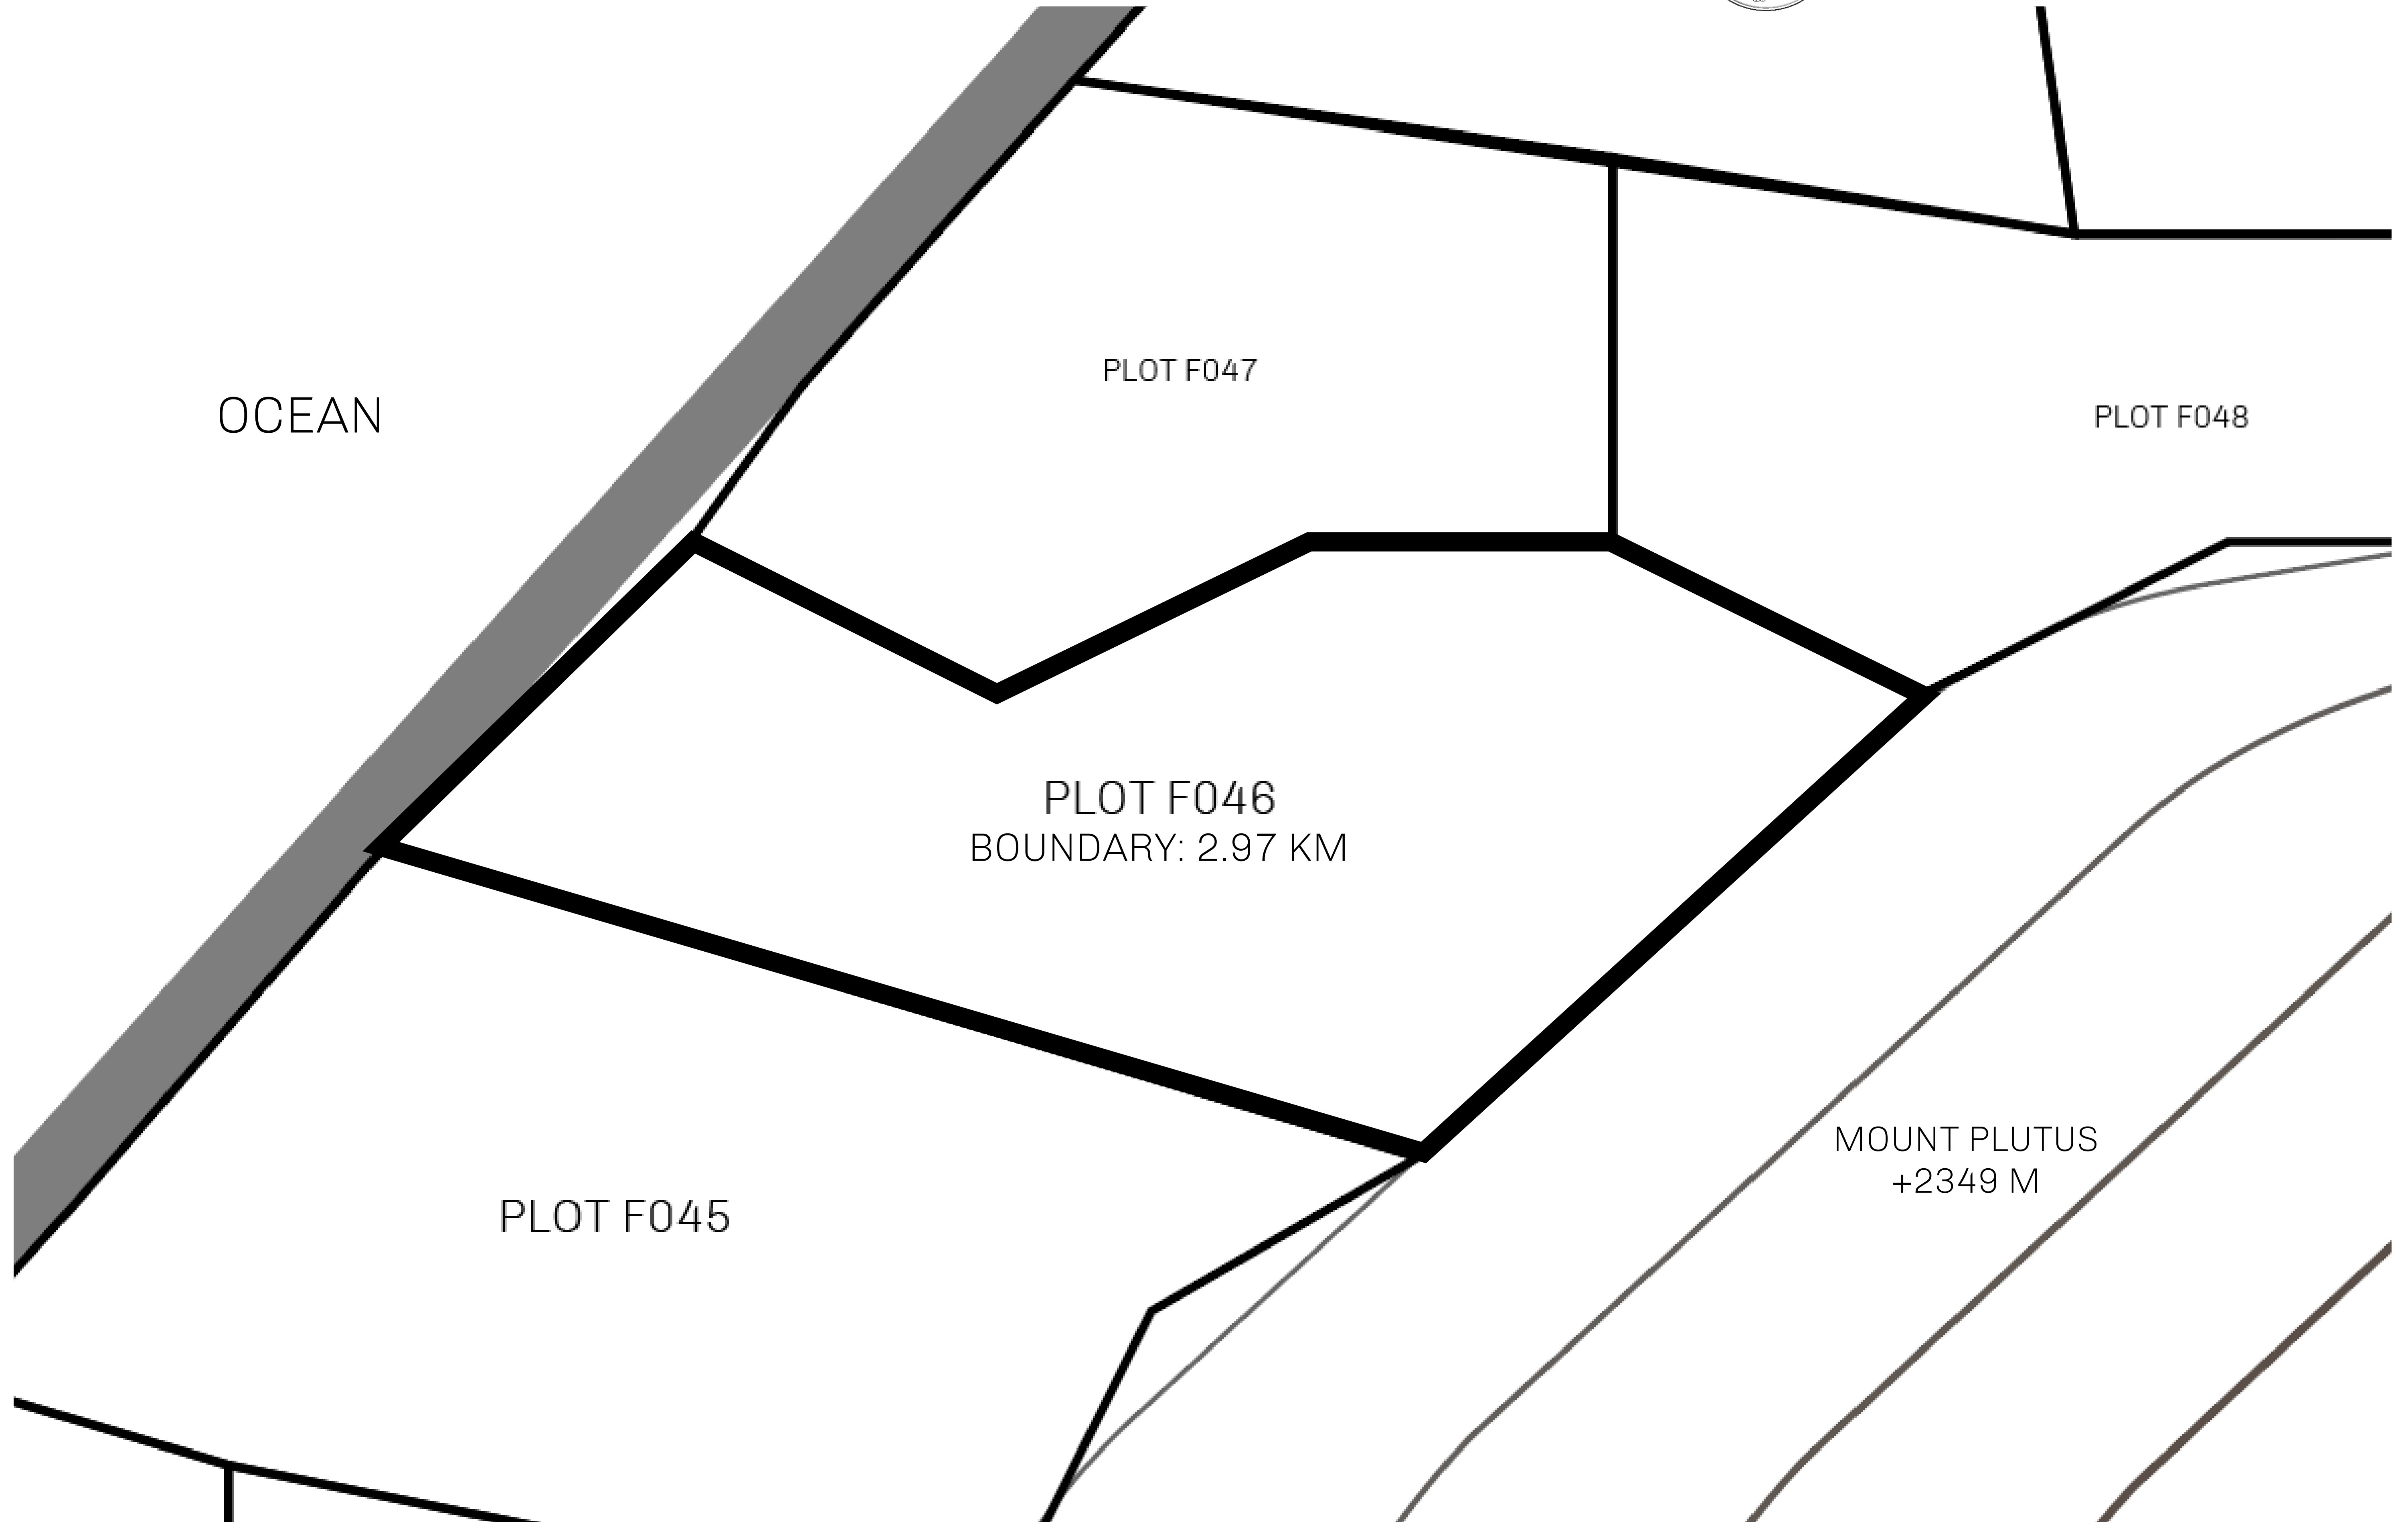 PLOT F047
OCEAN
PLOT F048
PLOT F046
BOUNDARY: 2.97 KM
MOUNT PLUTUS
+2349 M
PLOT F045